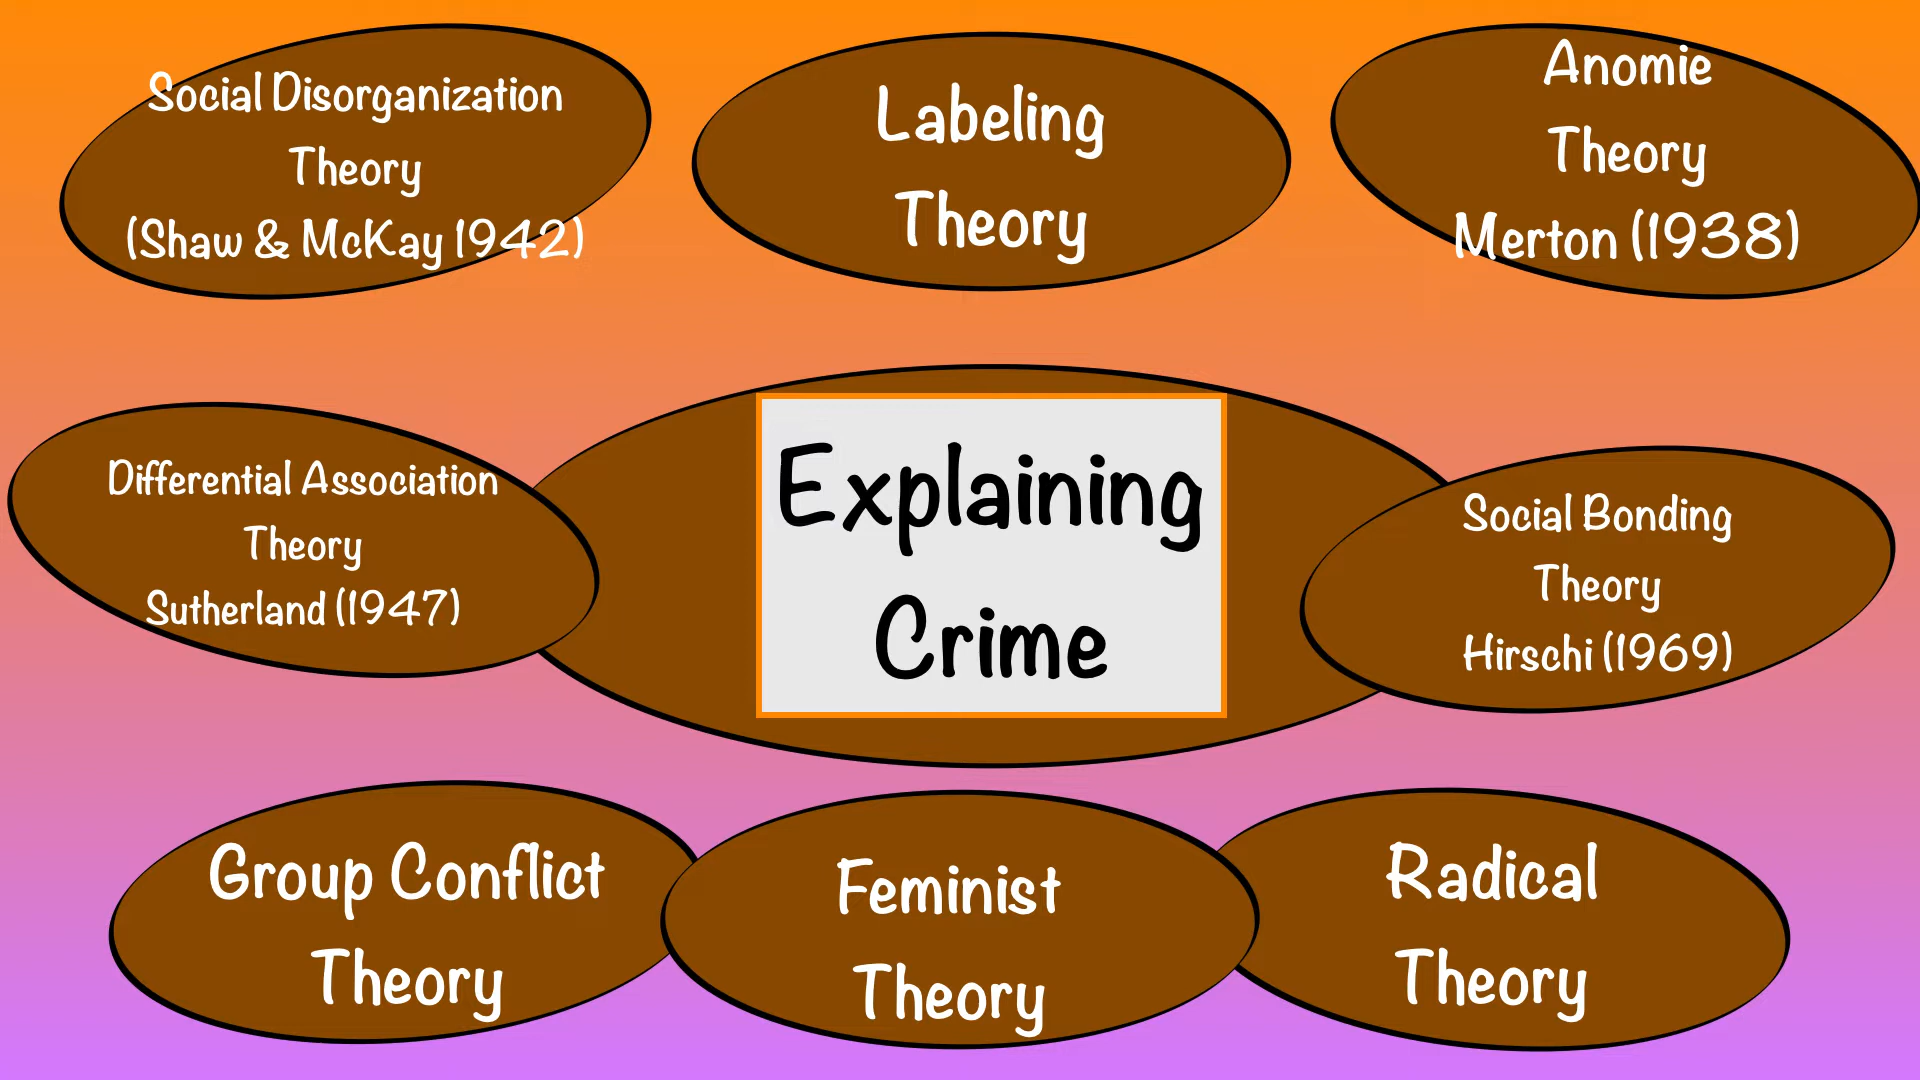 Social Disorganization
Theory
(Shaw & McKay 1942)
Labeling
Theory
Anomie
Theory
Merton (1938)
Differential Association
Theory
Sutherland (1947)
Explaining
Crime
Social Bonding
Theory
Hirschi (1969)
Group Conflict
Theory
Feminist
Theory
Radical
Theory